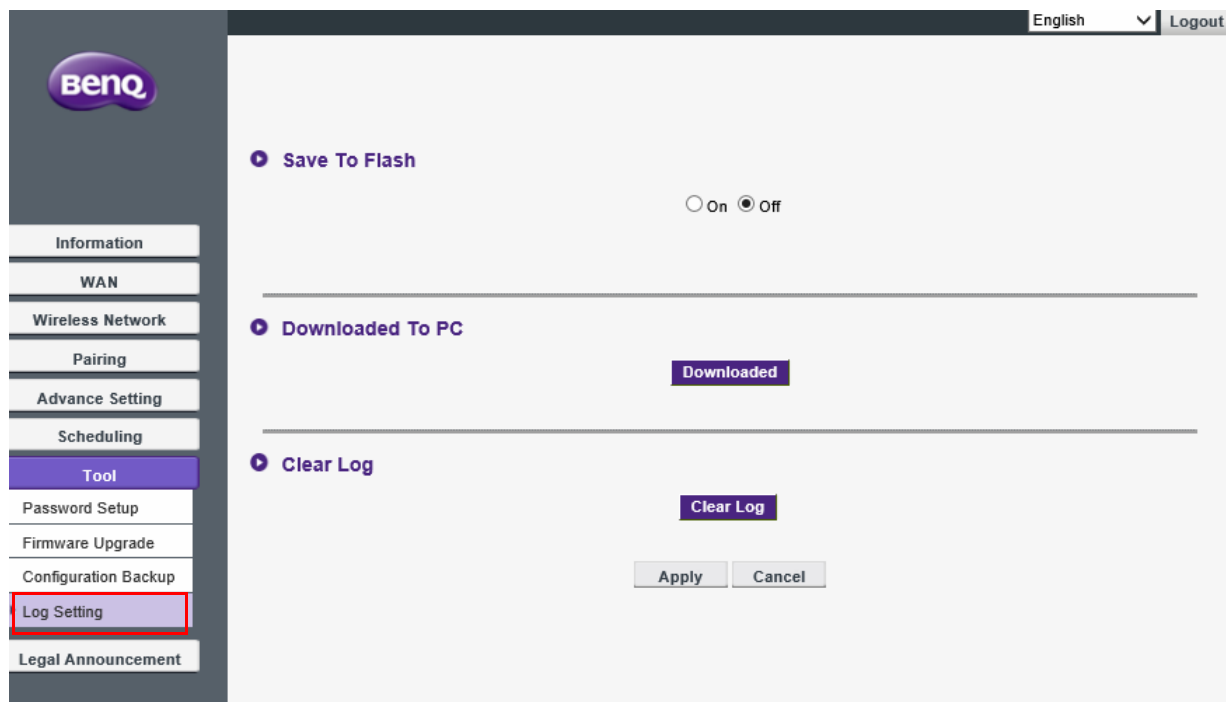 English
Logout
BenQ
Save To Flash
On
Off
Information
WAN
Wireless Network
Downloaded To PC
Pairing
Downloaded
Advance Setting
Scheduling
Clear Log
Tool
Password Setup
Clear Log
Firmware Upgrade
Configuration Backup
Apply
Cancel
Log Setting
Legal Announcement